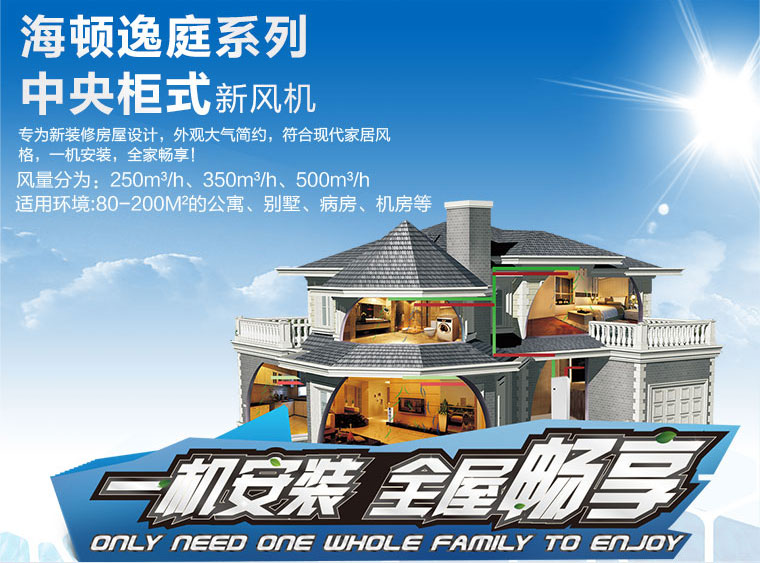 海顿逸庭系列
中央柜式新风机
专为新装修房屋设计，外观大气简约，符合现代家居风
格，一机安装，全家畅享！
风量分为：250m³/h、350m³/h、500m³/h
适用环境:80-200M²的公寓、别墅、病房、机房等
一机安装 全屋畅享
ONLY NEED ONE WHOLE FAMILY TO ENJOY